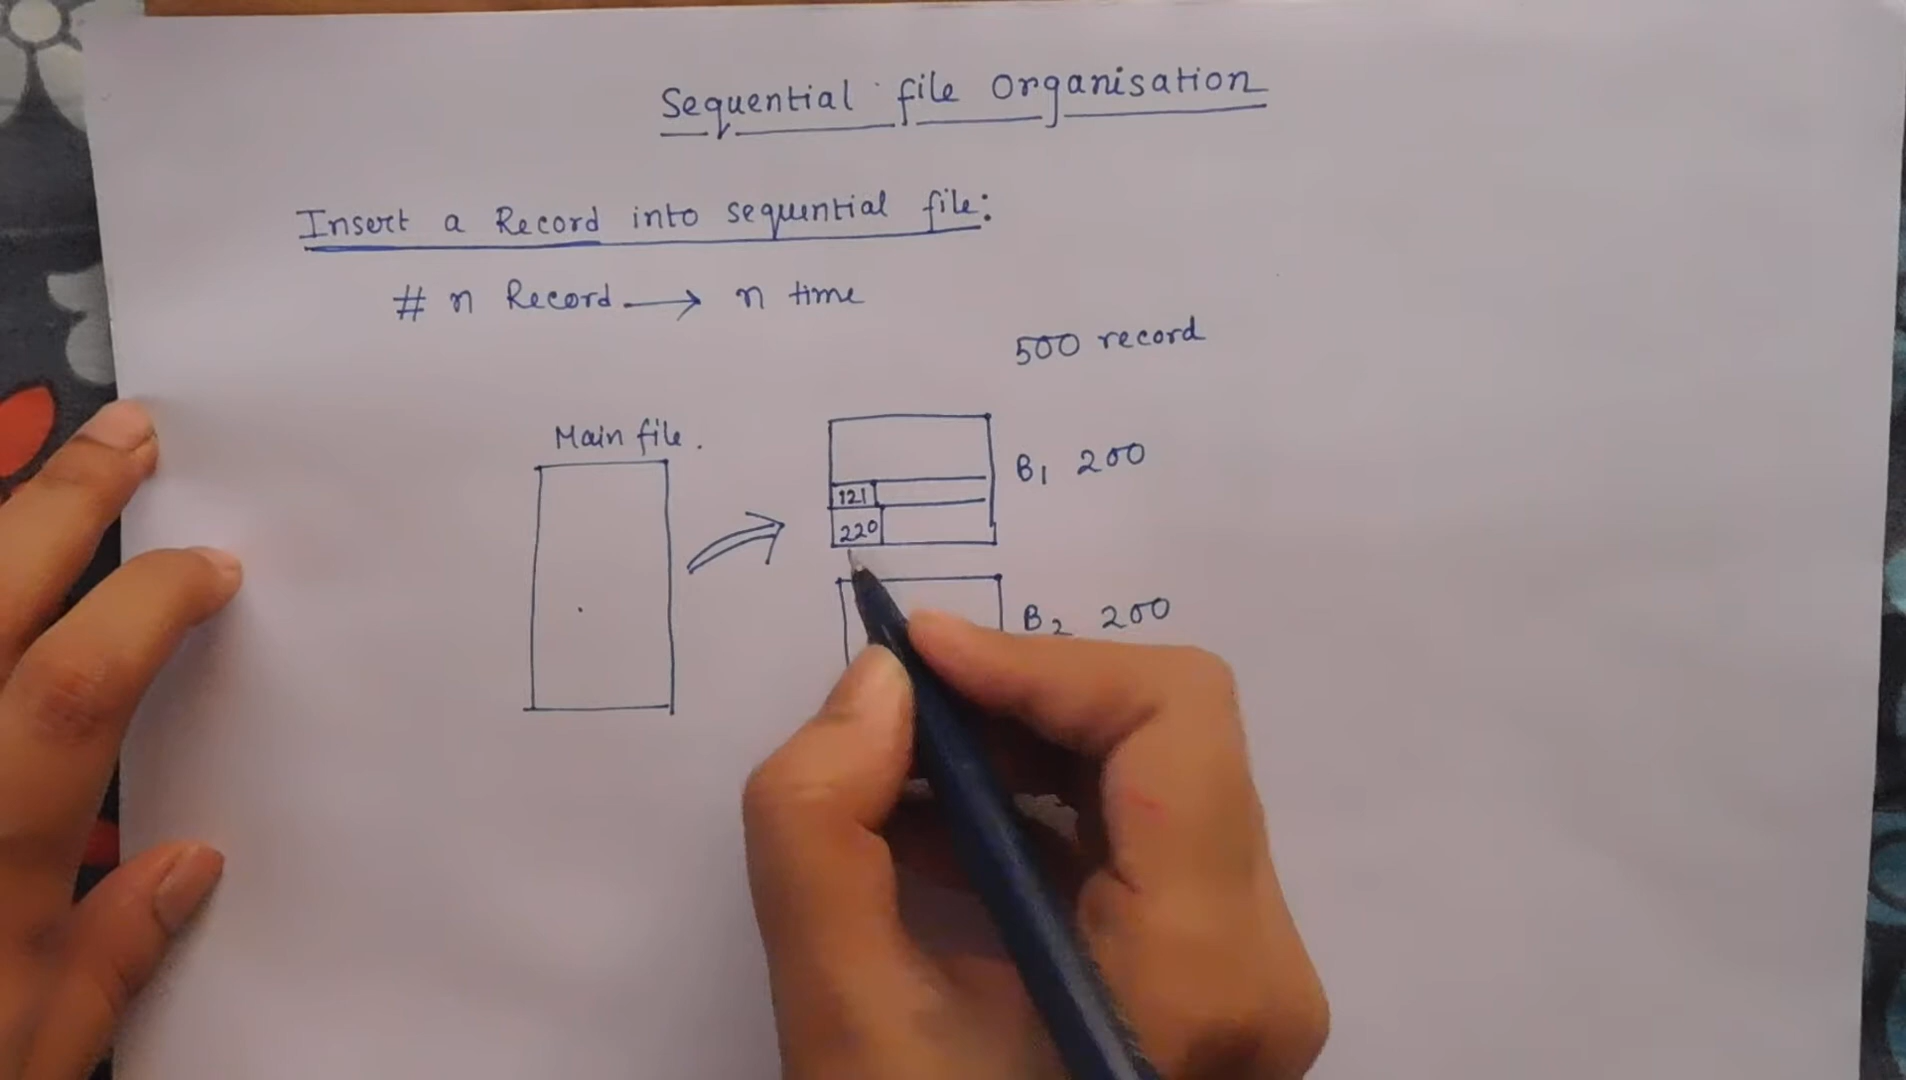 Sequential file Organisation
Insert a Record into sequential file:
# n Record → n time
500 record
Main file.
B1 200
121
220
B2 200